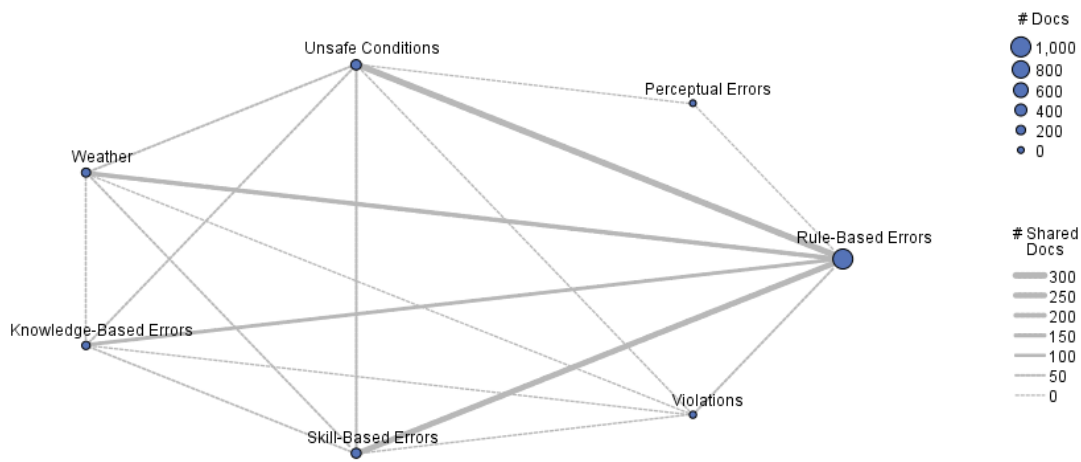 # Docs
1,000
800
600
400
200
0
Unsafe Conditions
Perceptual Errors
Weather
Rule-Based Errors
# Shared
Docs
300
250
200
150
100
50
0
Knowledge-Based Errors
Violations
Skill-Based Errors